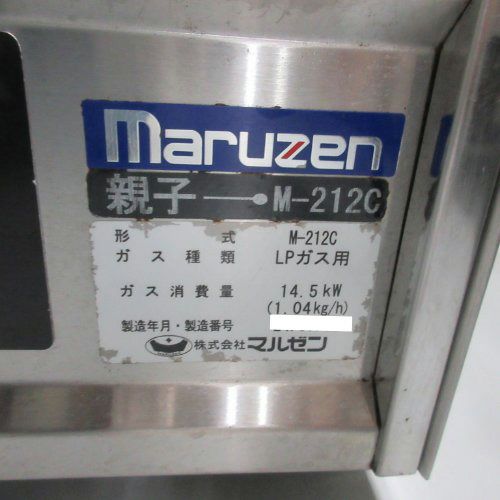 maruzen
親子 M-212C
形式 M-212C
ガス種類 LPガス用
ガス消費量 14.5kW
(1.04kg/h)
製造年月・製造番号
株式会社マルゼン